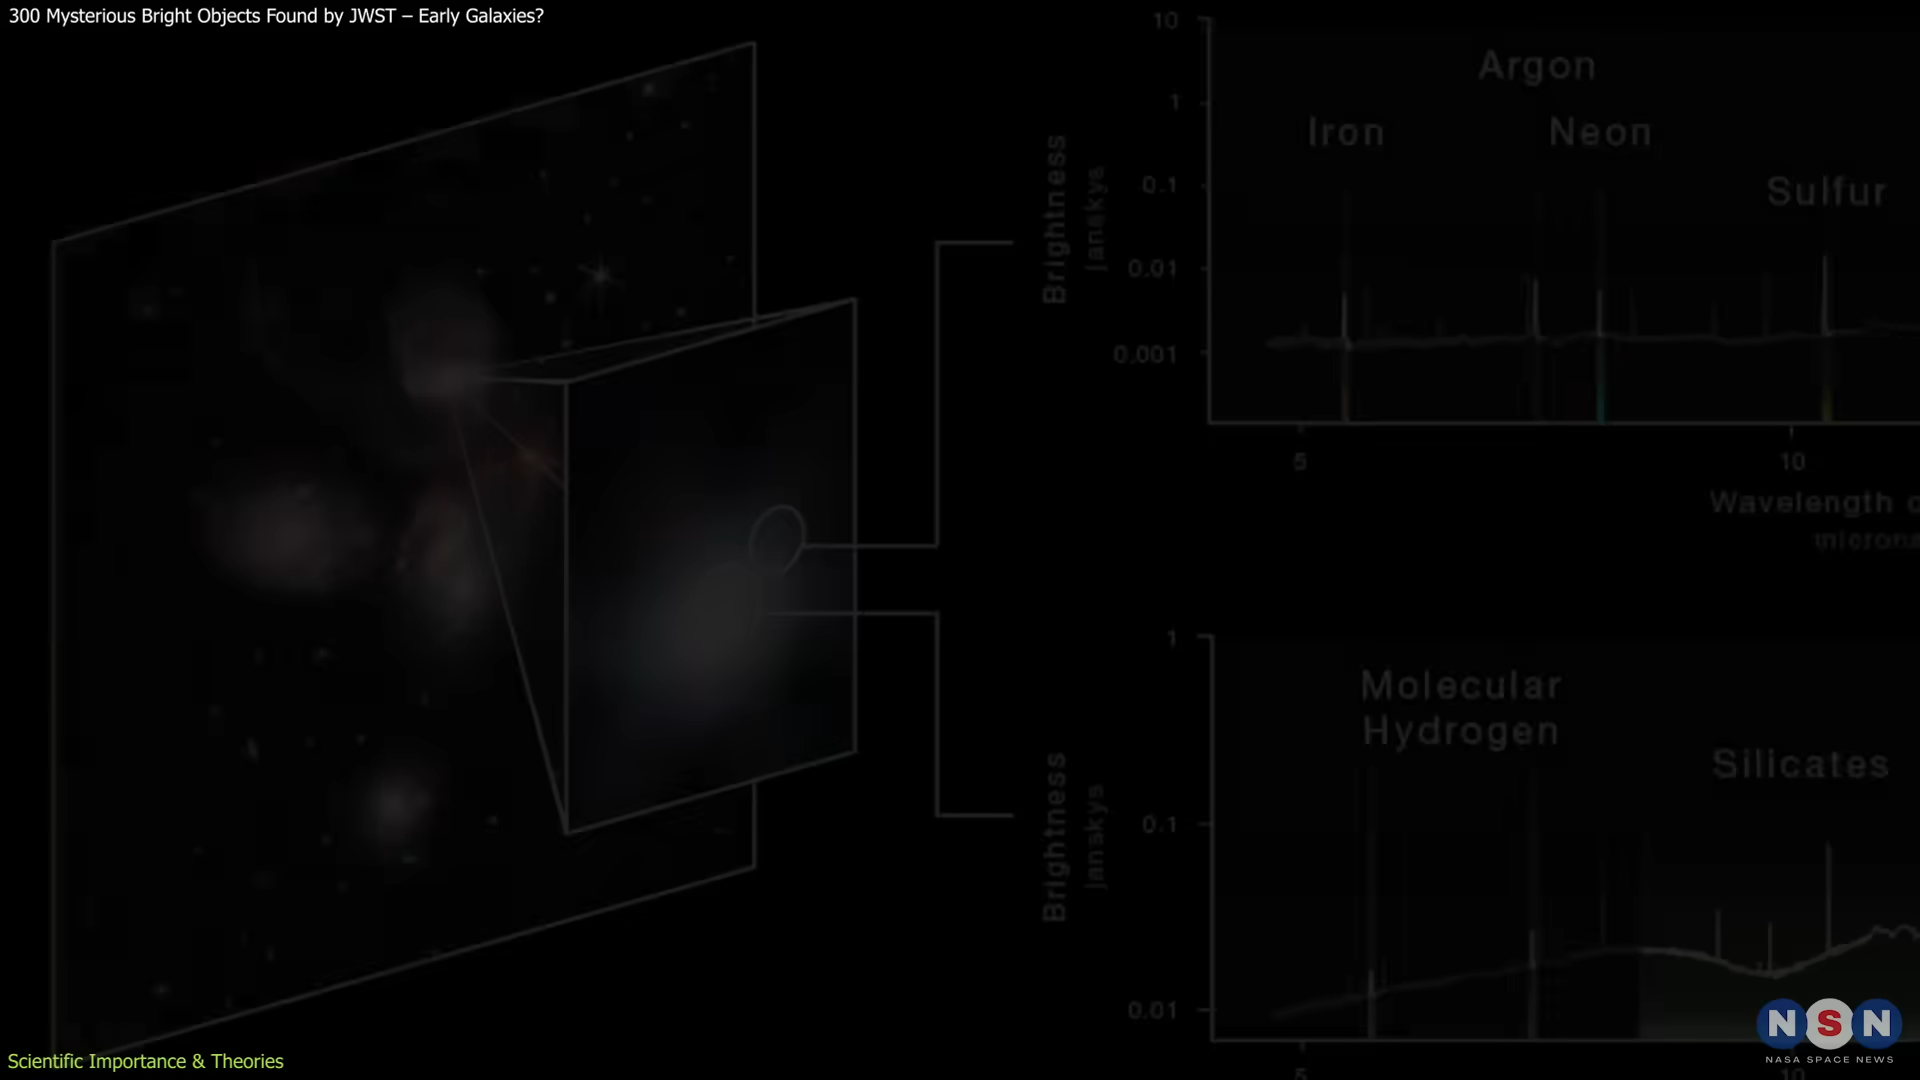 300 Mysterious Bright Objects Found by JWST – Early Galaxies?
10
Argon
1
Iron
Neon
Brightness
janskys
0.1
Sulfur
0.01
0.001
5
10
Wavelength o
microns
1
Molecular
Hydrogen
Silicates
Brightness
janskys
0.1
0.01
NSN
NASA SPACE NEWS
Scientific Importance & Theories
5
10